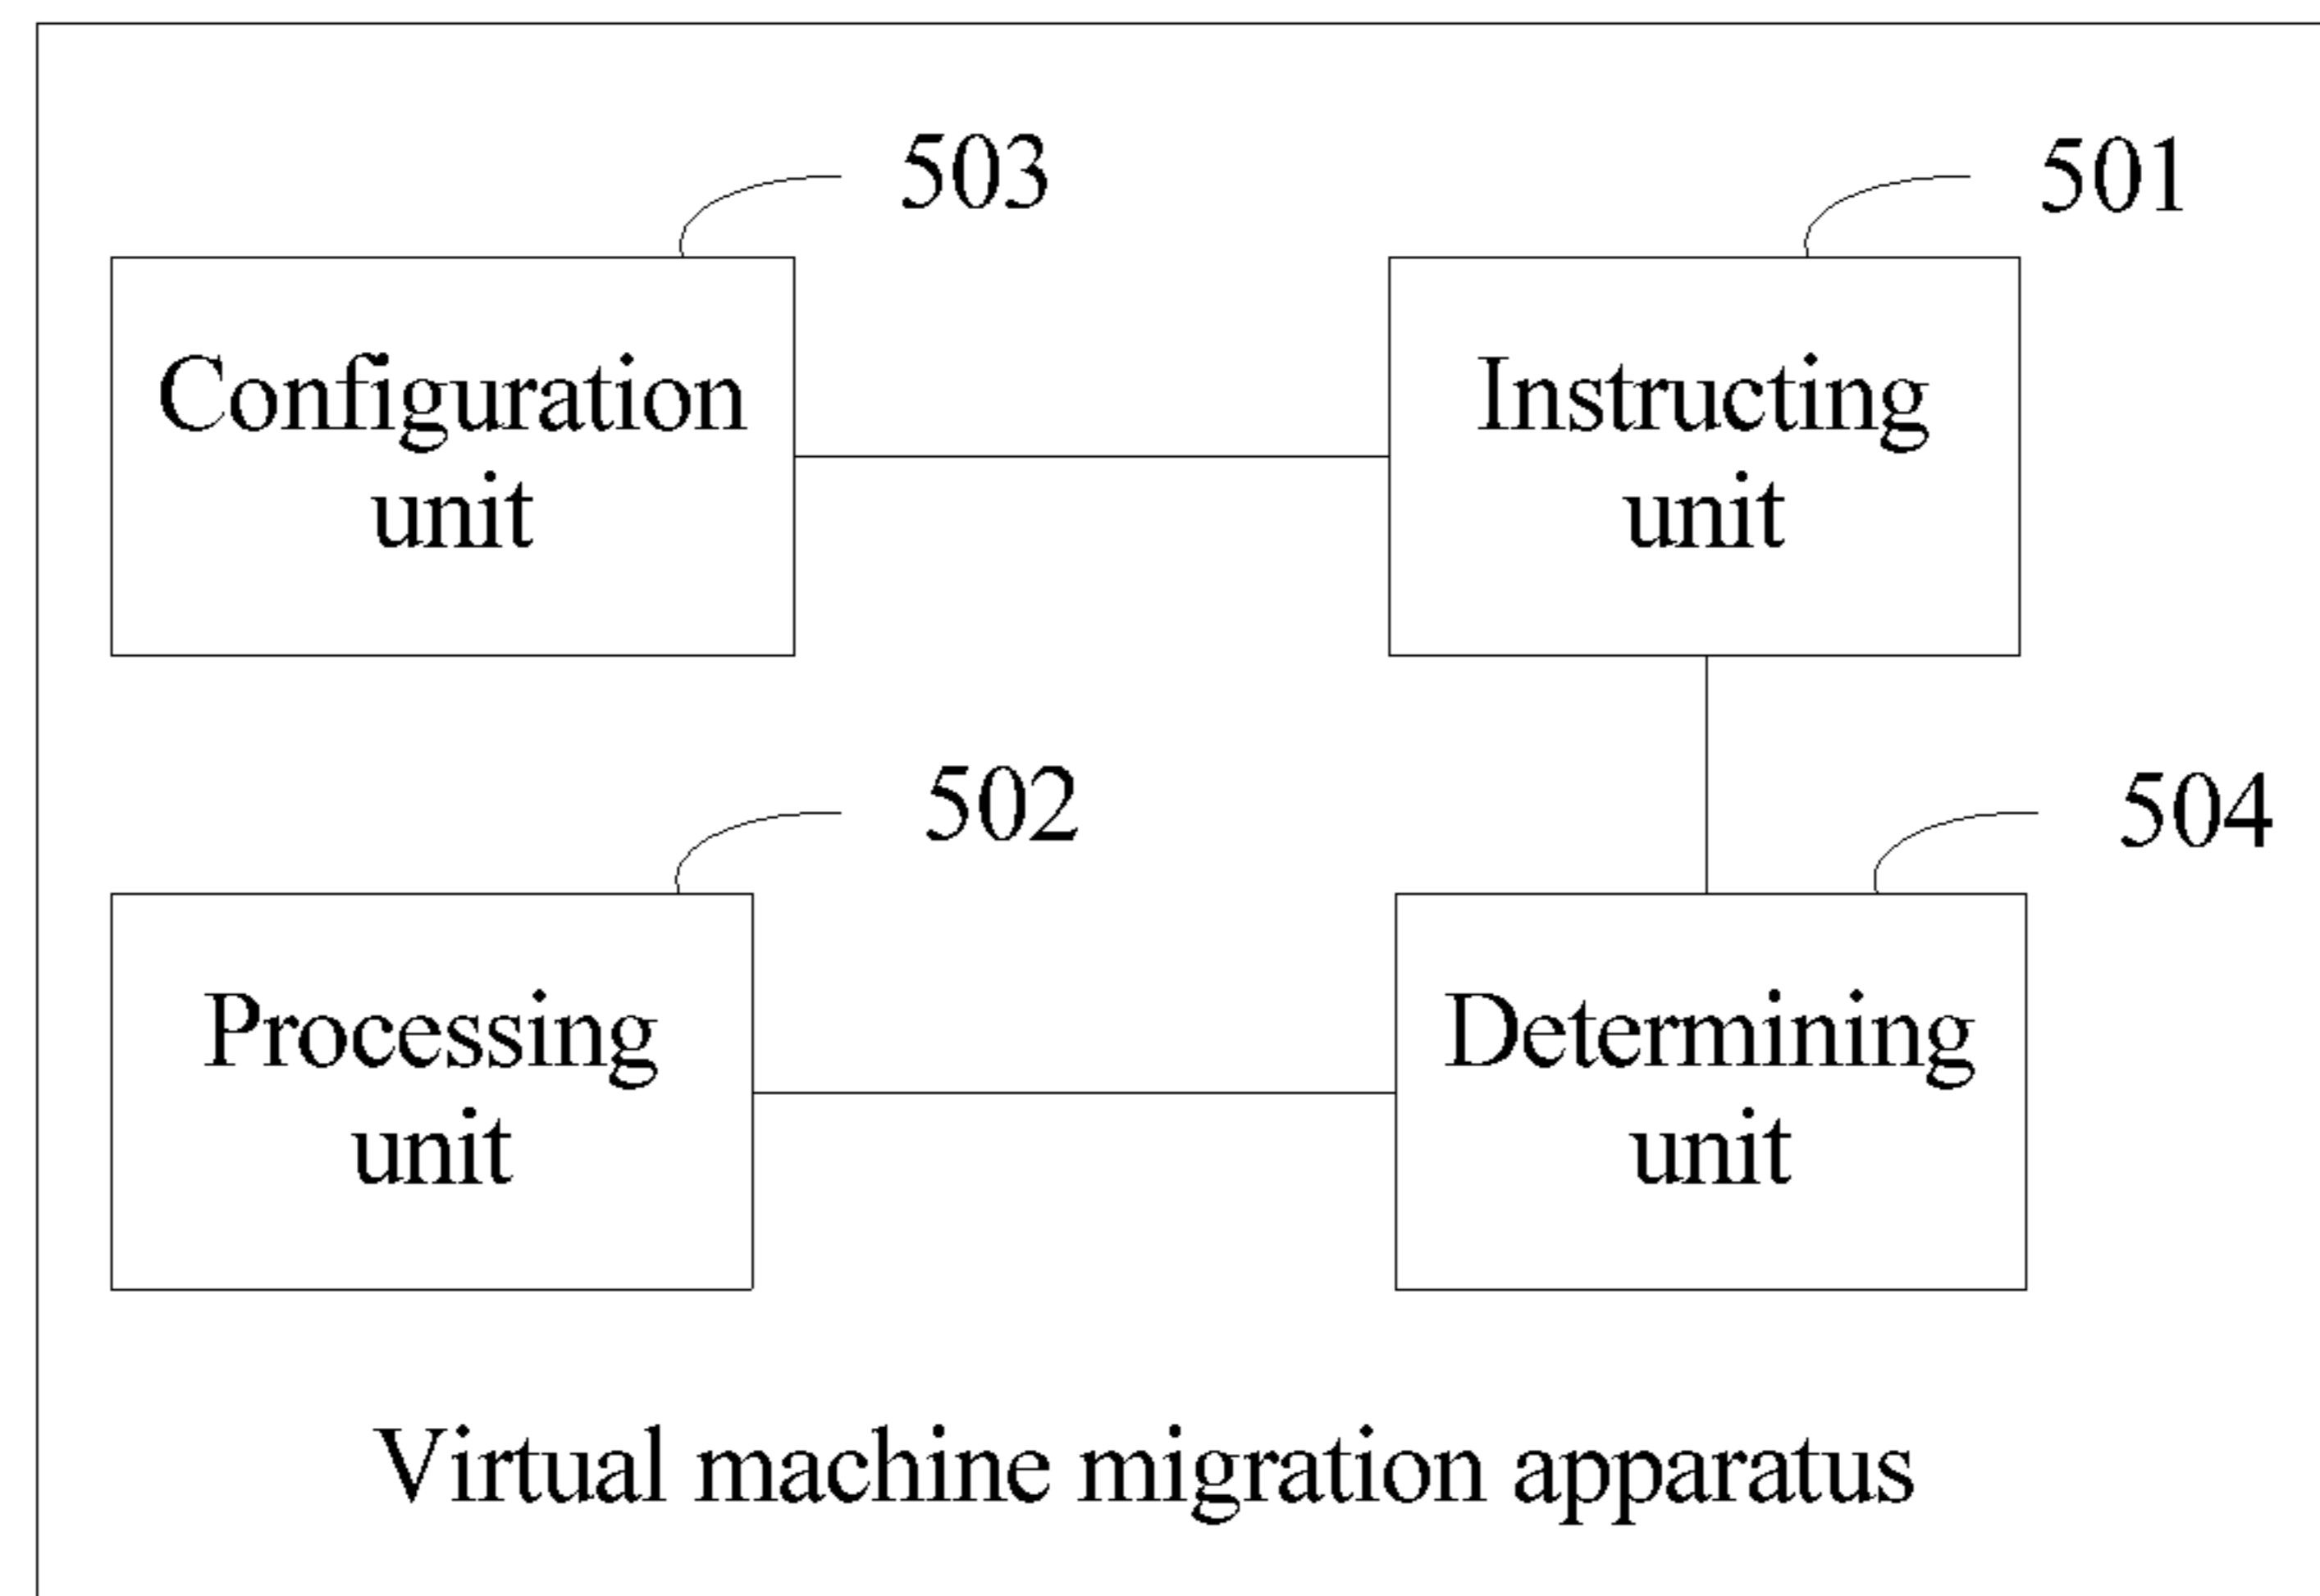 503
501
Configuration
unit
Instructing
unit
502
504
Processing
unit
Determining
unit
Virtual machine migration apparatus